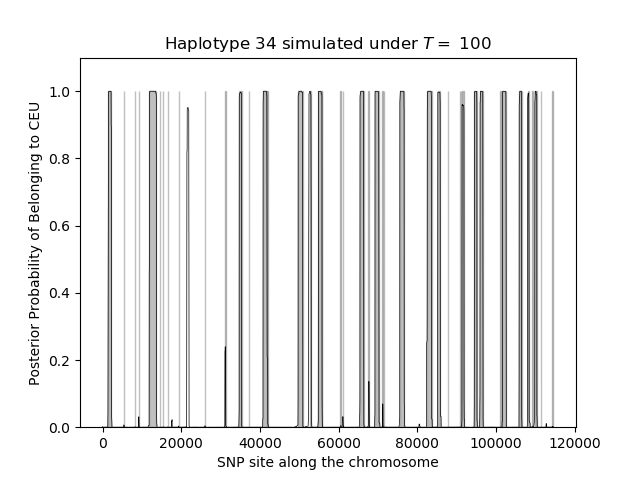 Haplotype 34 simulated under T = 100
Posterior Probability of Belonging to CEU
1.0
0.8
0.6
0.4
0.2
0.0
0 20000 40000 60000 80000 100000 120000
SNP site along the chromosome